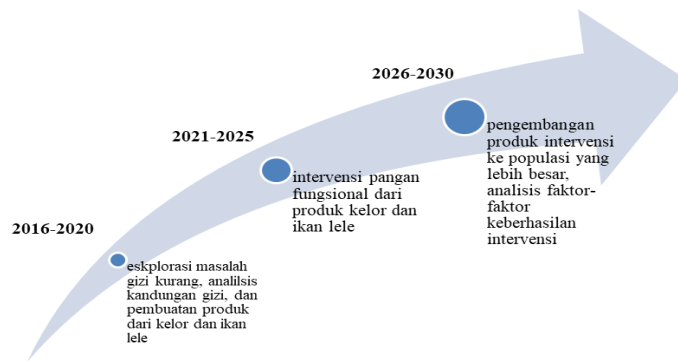 2016-2020
eskplorasi masalah
gizi kurang, analilsis
kandungan gizi, dan
pembuatan produk
dari kelor dan ikan
lele
2021-2025
intervensi pangan
fungsional dari
produk kelor dan
ikan lele
2026-2030
pengembangan
produk intervensi
ke populasi yang
lebih besar,
analisis faktor-
faktor
keberhasilan
intervensi